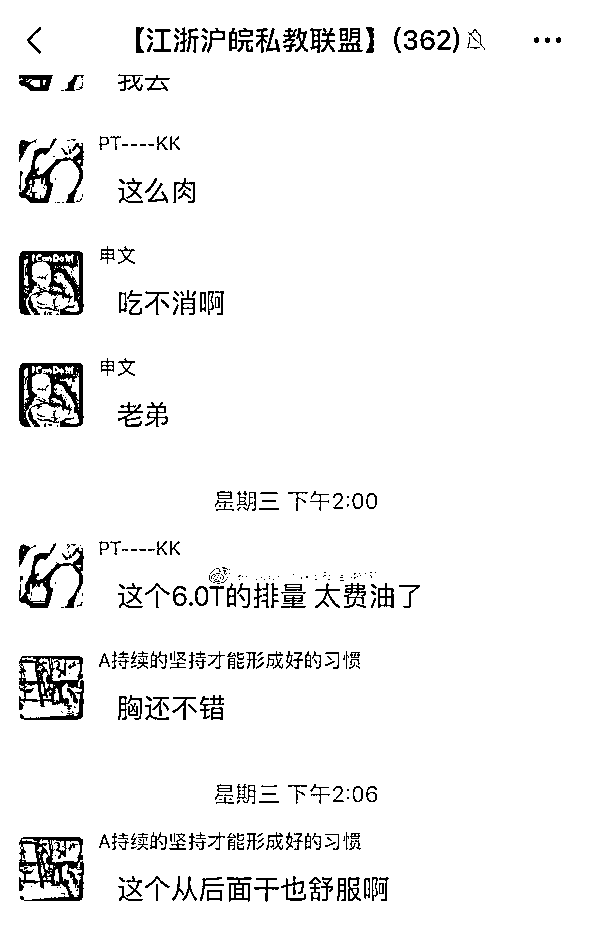 【江浙沪皖私教联盟】(362)
我去
PT----KK
这么肉
申文
吃不消啊
申文
老弟
星期三 下午2:00
PT----KK
这个6.0T的排量 太费油了
A持续的坚持才能形成好的习惯
胸还不错
星期三 下午2:06
A持续的坚持才能形成好的习惯
这个从后面干也舒服啊